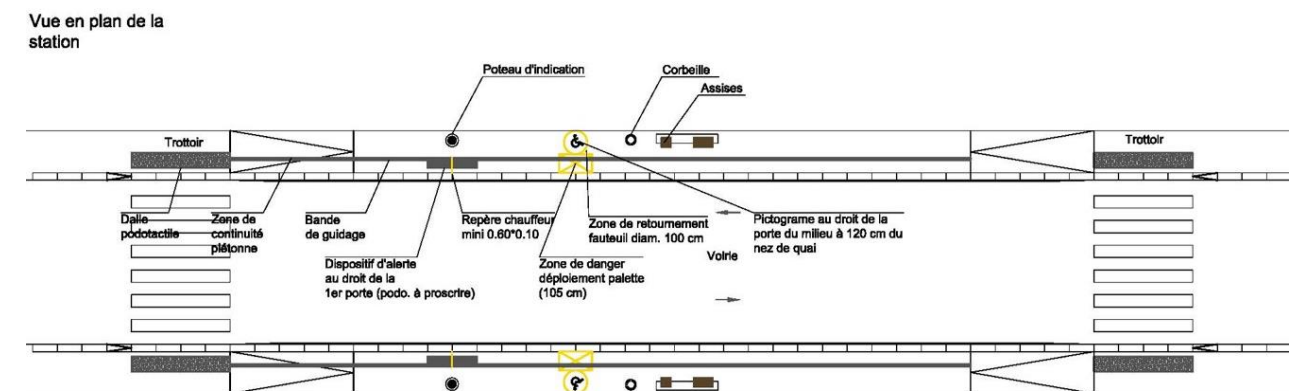 Vue en plan de la
station
Poteau d'indication
Corbeille
Assises
Trottoir
Trottoir
Dalle
podotactile
Zone de
continuité
piétonne
Bande
de guidage
Repère chauffeur
mini 0.60*0.10
Zone de retournement
fauteuil diam. 100 cm
Pictograme au droit de la
porte du milieu à 120 cm du
nez de quai
Dispositif d'alerte
au droit de la
1er porte (podo. à proscrire)
Zone de danger
déploiement palette
(105 cm)
Voirie